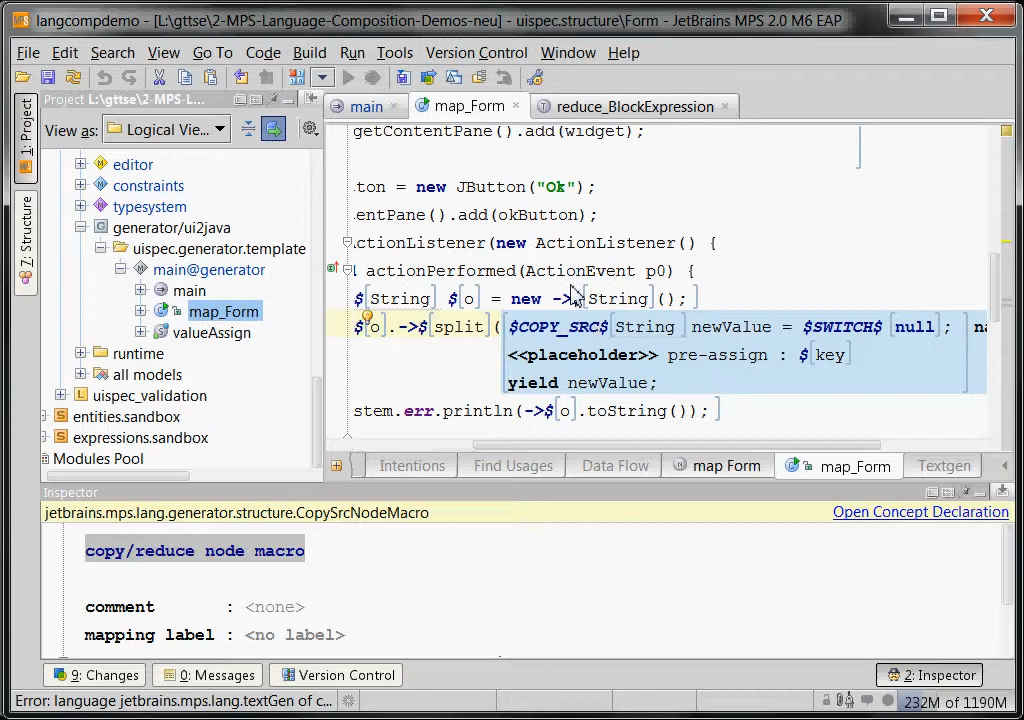 langcompdemo - [L:\gttse\2-MPS-Language-Composition-Demos-neu] - uispec.structure\Form - JetBrains MPS 2.0 M6 EAP
File Edit Search View Go To Code Build Run Tools Version Control Window Help
Project L:\gttse\2-MPS-L...
main
map_Form
reduce_BlockExpression
1: Project
Z: Structure
View as: Logical Vie...
editor
constraints
typesystem
generator/ui2java
uispec.generator.template
main@generator
main
map_Form
valueAssign
runtime
all models
uispec_validation
entities.sandbox
expressions.sandbox
Modules Pool
getContentPane().add(widget);
ton = new JButton("Ok");
entPane().add(okButton);
ctionListener(new ActionListener() {
actionPerformed(ActionEvent p0) {
$[String] $[o] = new ->$[String]();
$[o].->$[split]( $COPY_SRC$[String] newValue = $SWITCH$ [null];
<<placeholder>> pre-assign : $[key]
yield newValue;
stem.err.println(->$[o].toString());
Intentions Find Usages Data Flow map Form map_Form Textgen
Inspector
jetbrains.mps.lang.generator.structure.CopySrcNodeMacro Open Concept Declaration
copy/reduce node macro
comment : <none>
mapping label : <no label>
9: Changes 0: Messages Version Control 2: Inspector
Error: language jetbrains.mps.lang.textGen of c... 232M of 1190M